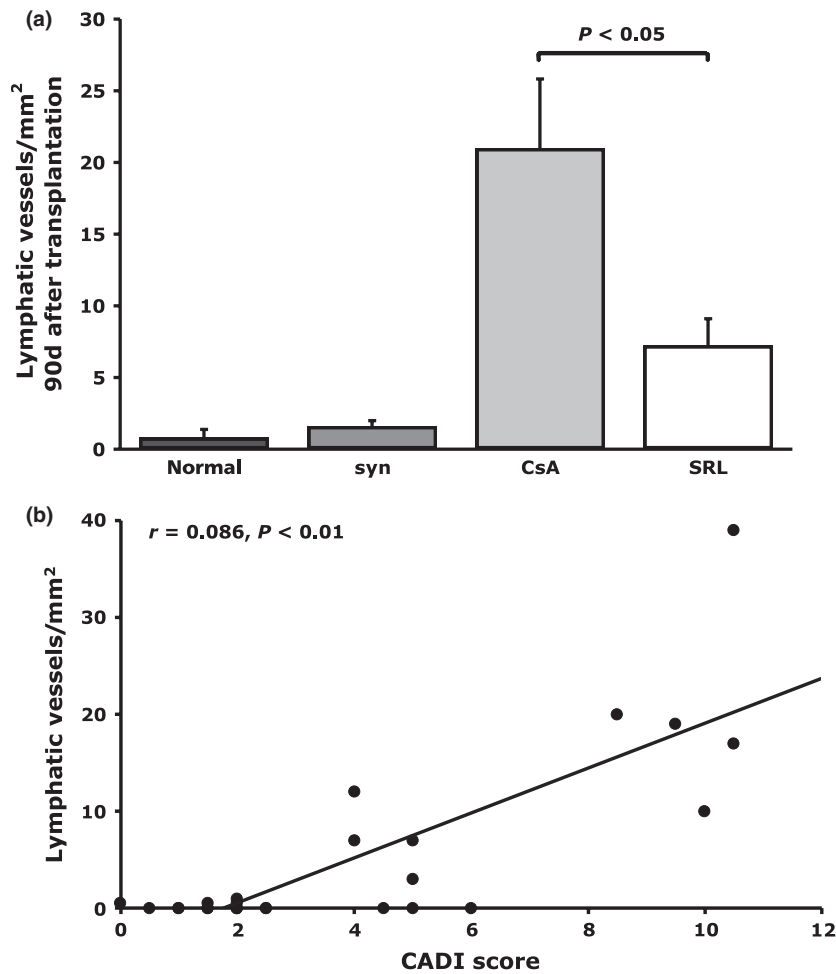 (a)
30
25
20
15
10
5
0
Lymphatic vessels/mm²
90d after transplantation
P < 0.05
Normal syn CsA SRL
(b)
r = 0.086, P < 0.01
40
30
20
10
0
Lymphatic vessels/mm²
0 2 4 6 8 10 12
CADI score